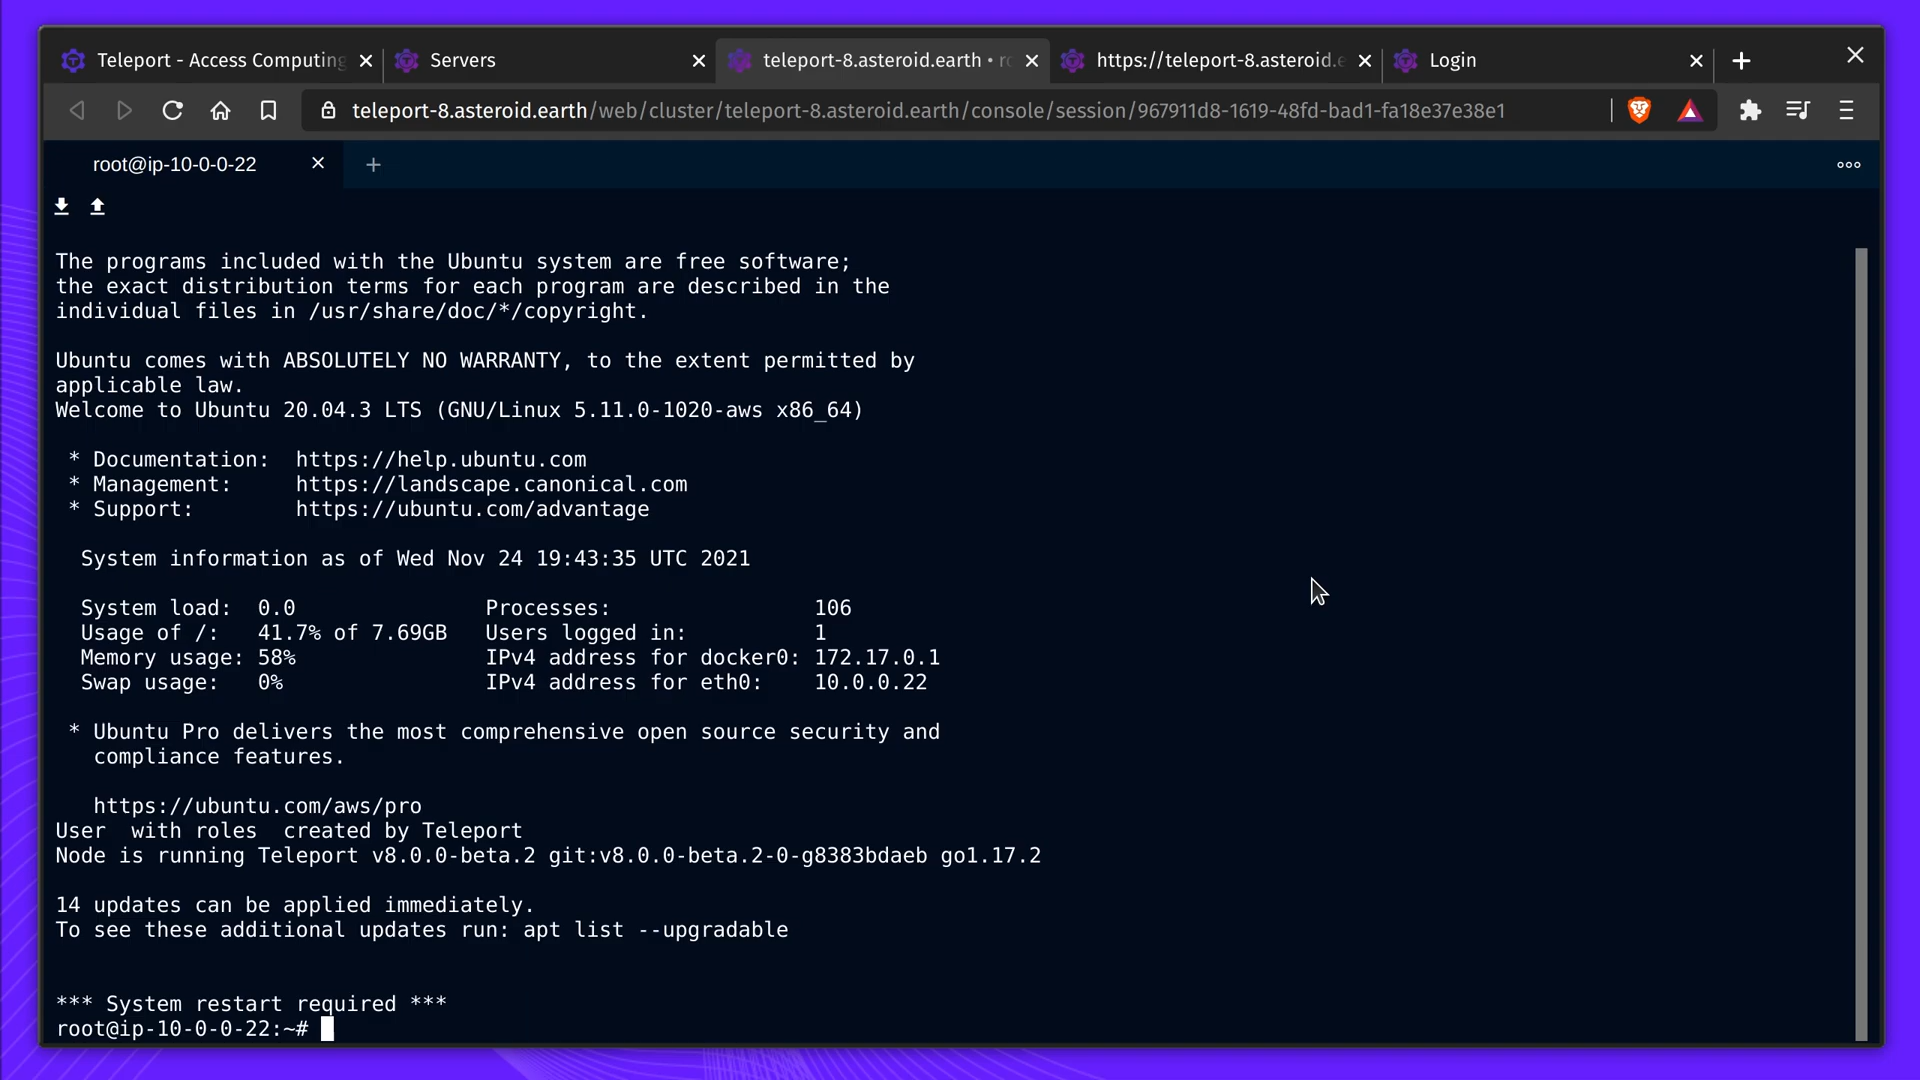 Teleport - Access Computing
Servers
teleport-8.asteroid.earth • ro
https://teleport-8.asteroid.e
Login
teleport-8.asteroid.earth/web/cluster/teleport-8.asteroid.earth/console/session/967911d8-1619-48fd-bad1-fa18e37e38e1
root@ip-10-0-0-22
The programs included with the Ubuntu system are free software;
the exact distribution terms for each program are described in the
individual files in /usr/share/doc/*/copyright.
Ubuntu comes with ABSOLUTELY NO WARRANTY, to the extent permitted by
applicable law.
Welcome to Ubuntu 20.04.3 LTS (GNU/Linux 5.11.0-1020-aws x86_64)
* Documentation:  https://help.ubuntu.com
* Management:     https://landscape.canonical.com
* Support:        https://ubuntu.com/advantage
System information as of Wed Nov 24 19:43:35 UTC 2021
System load:  0.0               Processes:                106
Usage of /:   41.7% of 7.69GB   Users logged in:          1
Memory usage: 58%               IPv4 address for docker0: 172.17.0.1
Swap usage:   0%                IPv4 address for eth0:    10.0.0.22
* Ubuntu Pro delivers the most comprehensive open source security and
compliance features.
https://ubuntu.com/aws/pro
User  with roles  created by Teleport
Node is running Teleport v8.0.0-beta.2 git:v8.0.0-beta.2-0-g8383bdaeb go1.17.2
14 updates can be applied immediately.
To see these additional updates run: apt list --upgradable
*** System restart required ***
root@ip-10-0-0-22:~#